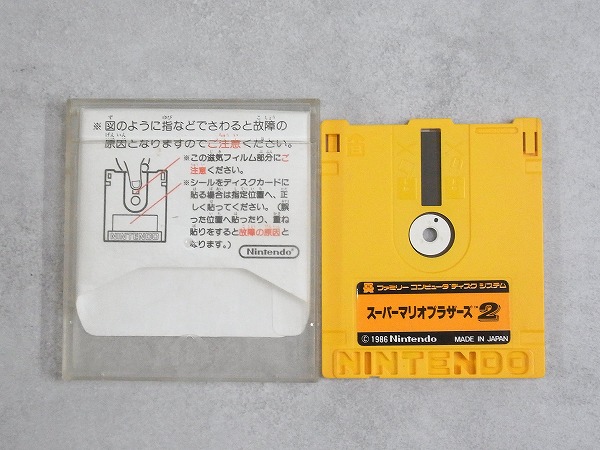 ※図のように指などでさわると故障の
原因となりますのでご注意ください。
※この磁気フィルム部分にご
注意ください。
※シールをディスクカードに
貼る場合は指定位置へ、正
しく貼ってください。(誤
った位置へ貼ったり、重ね
貼りをすると故障の原因と
なります。)
NINTENDO
Nintendo
ファミリー コンピュータ ディスク システム
スーパーマリオブラザーズ™2
©1986 Nintendo MADE IN JAPAN
NINTENDO